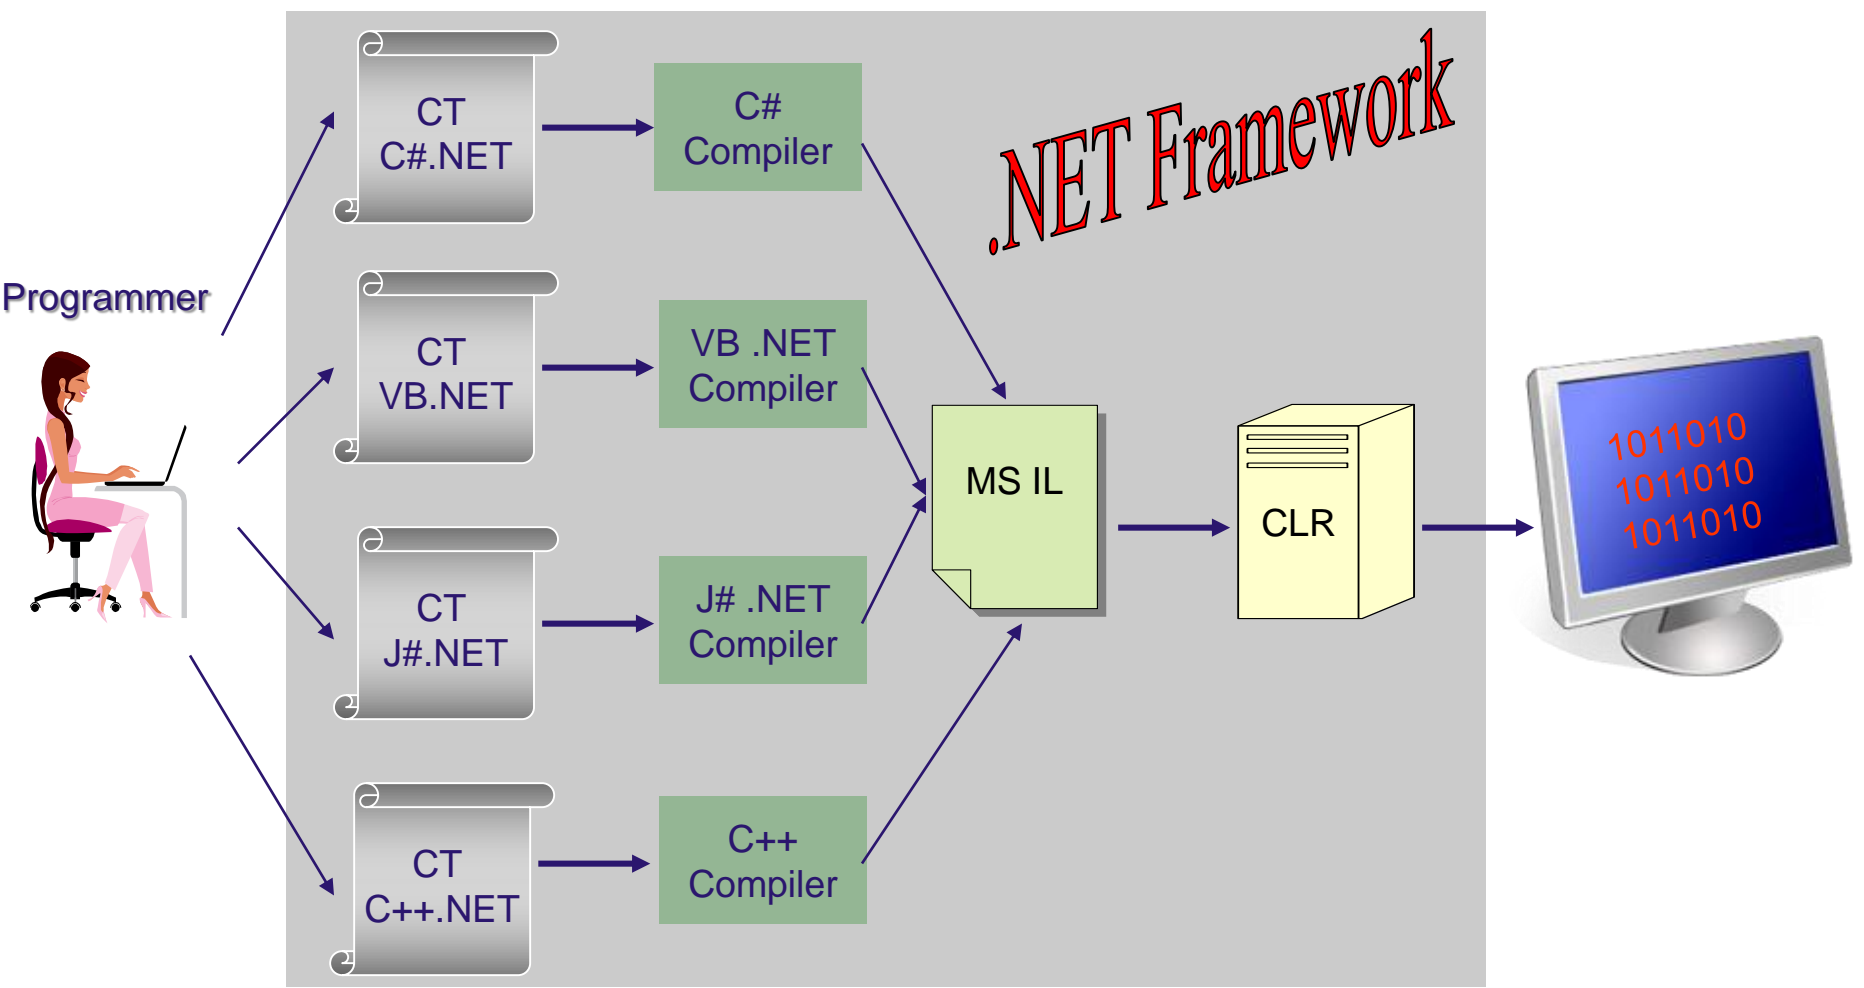 .NET Framework
Programmer
CT
C#.NET
C#
Compiler
CT
VB.NET
VB .NET
Compiler
CT
J#.NET
J# .NET
Compiler
CT
C++.NET
C++
Compiler
MS IL
CLR
1011010
1011010
1011010